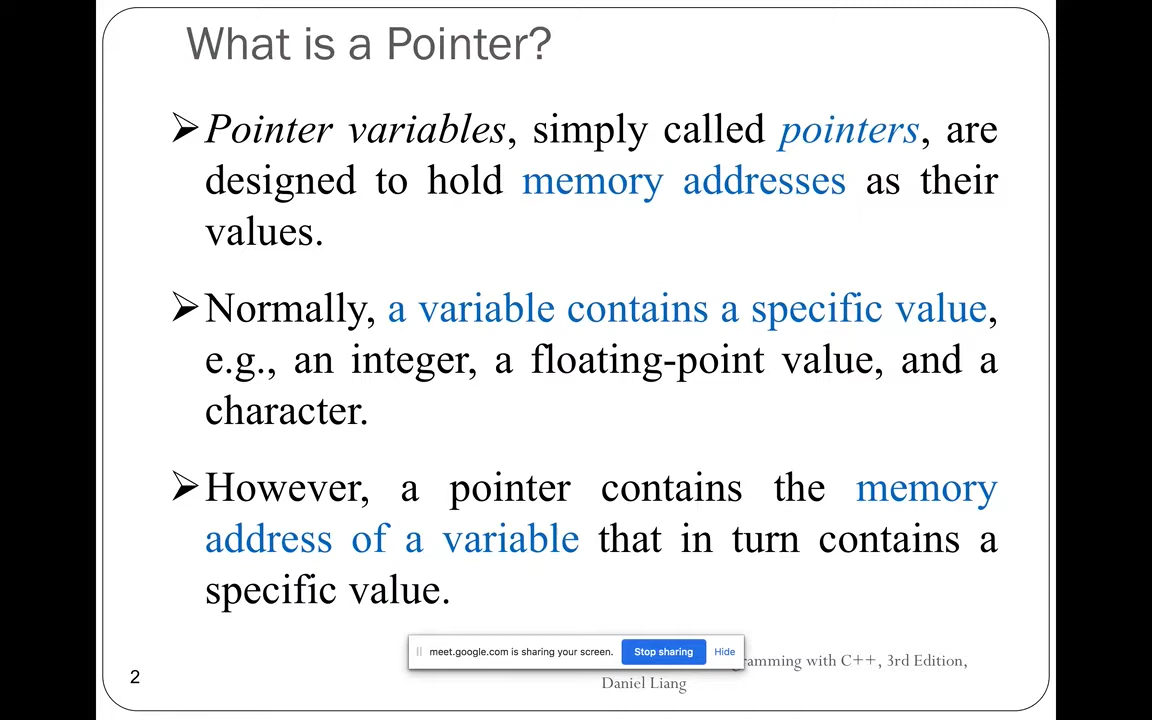 What is a Pointer?
➢Pointer variables, simply called pointers, are
designed to hold memory addresses as their
values.
➢Normally, a variable contains a specific value,
e.g., an integer, a floating-point value, and a
character.
➢However, a pointer contains the memory
address of a variable that in turn contains a
specific value.
meet.google.com is sharing your screen. Stop sharing Hide
with C++, 3rd Edition,
2
Daniel Liang